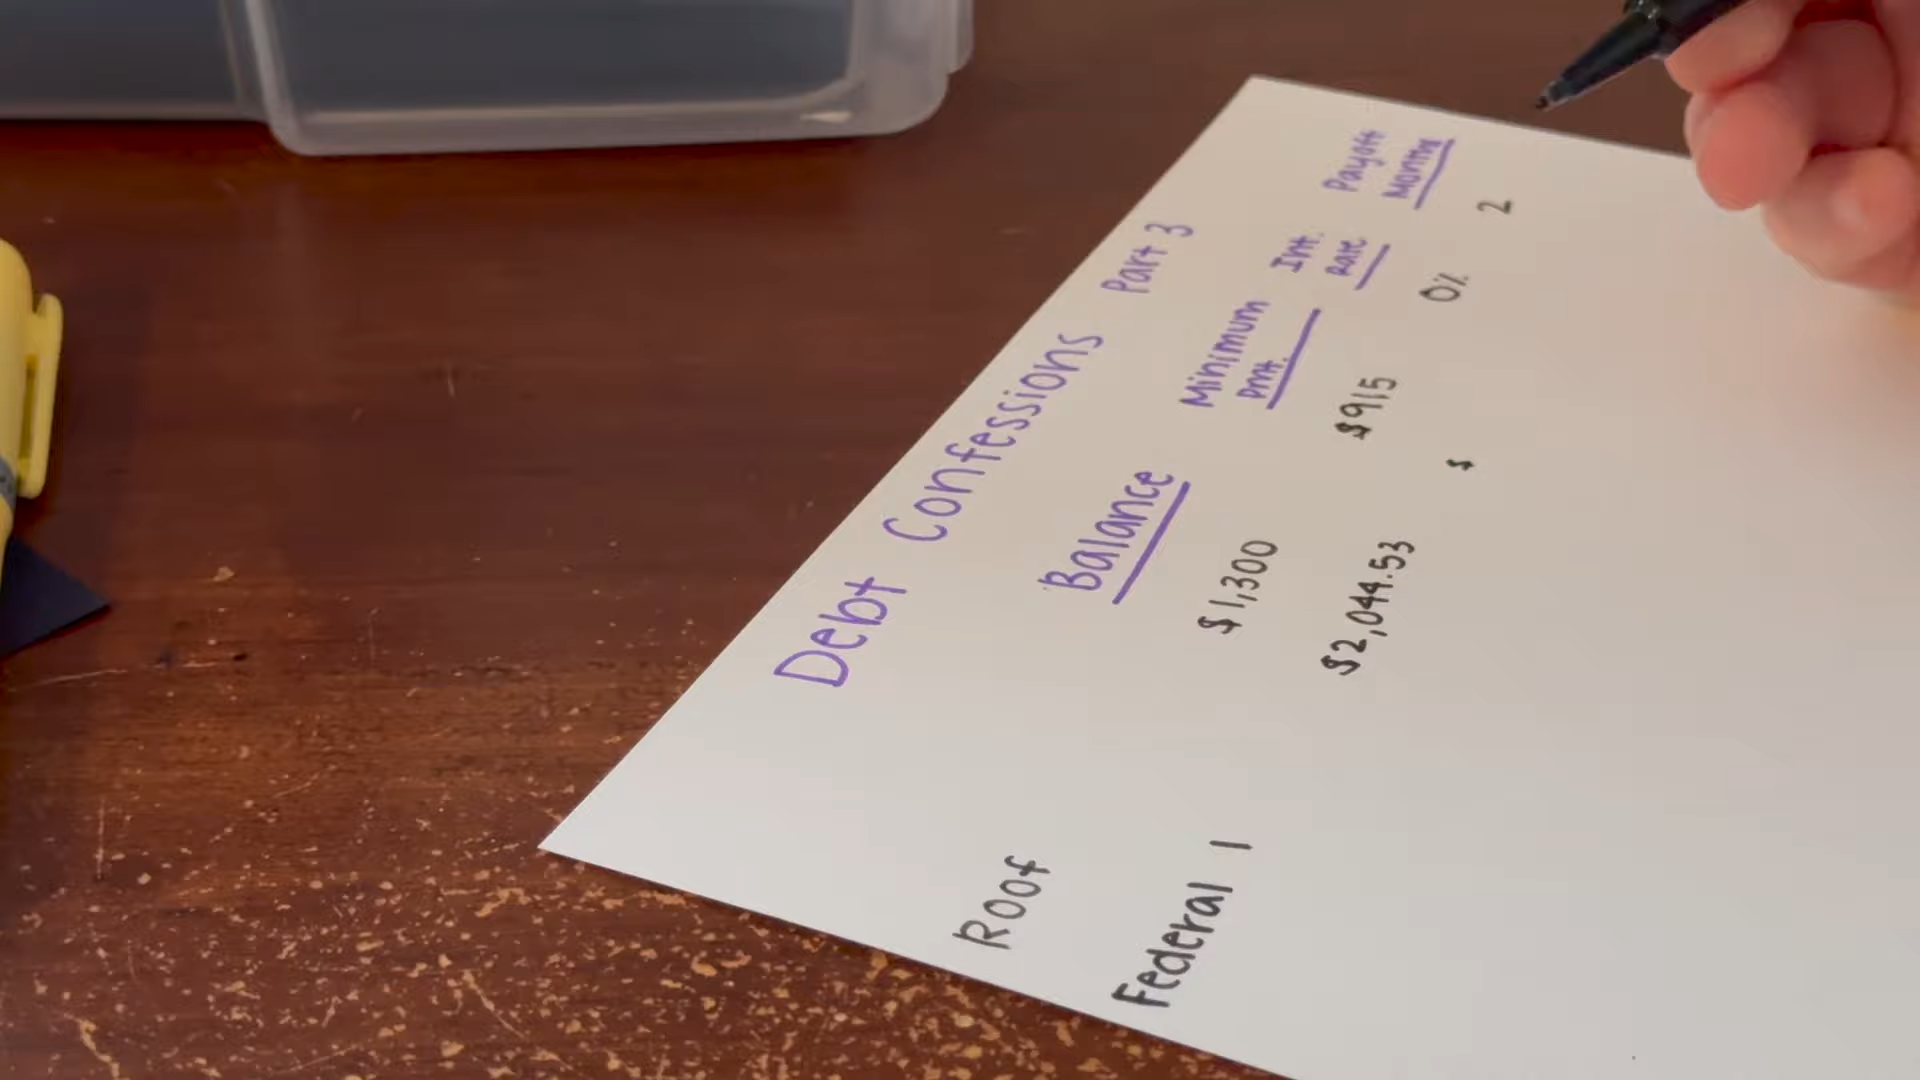 Debt Confessions Part 3
Balance Minimum Pmt. Int. Rate Payoff Months
Roof $1,300 $915 0% 2
Federal 1 $2,044.53 $